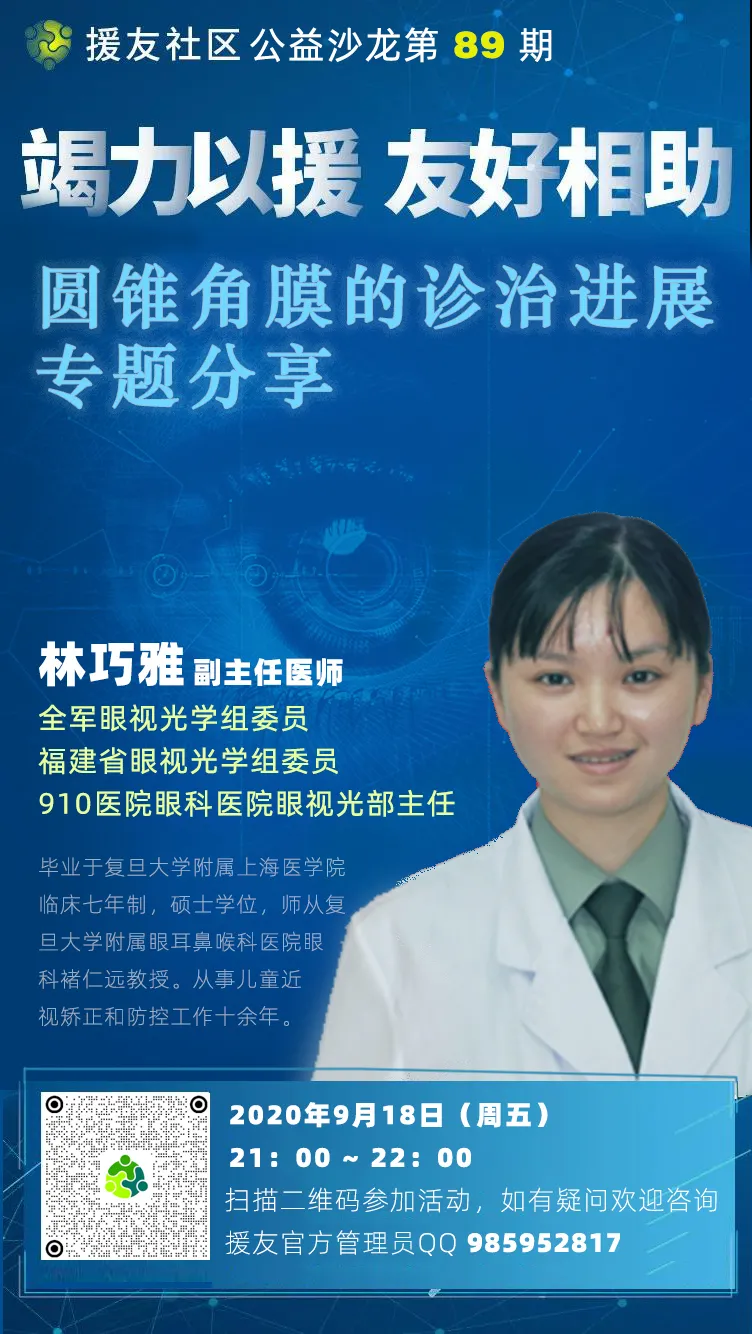 援友社区公益沙龙第 89 期
竭力以援 友好相助
圆锥角膜的诊治进展
专题分享
林巧雅 副主任医师
全军眼视光学组委员
福建省眼视光学组委员
910医院眼科医院眼视光部主任
毕业于复旦大学附属上海医学院
临床七年制，硕士学位，师从复
旦大学附属眼耳鼻喉科医院眼
科褚仁远教授。从事儿童近
视矫正和防控工作十余年。
2020年9月18日（周五）
21：00 ~ 22：00
扫描二维码参加活动，如有疑问欢迎咨询
援友官方管理员QQ 985952817